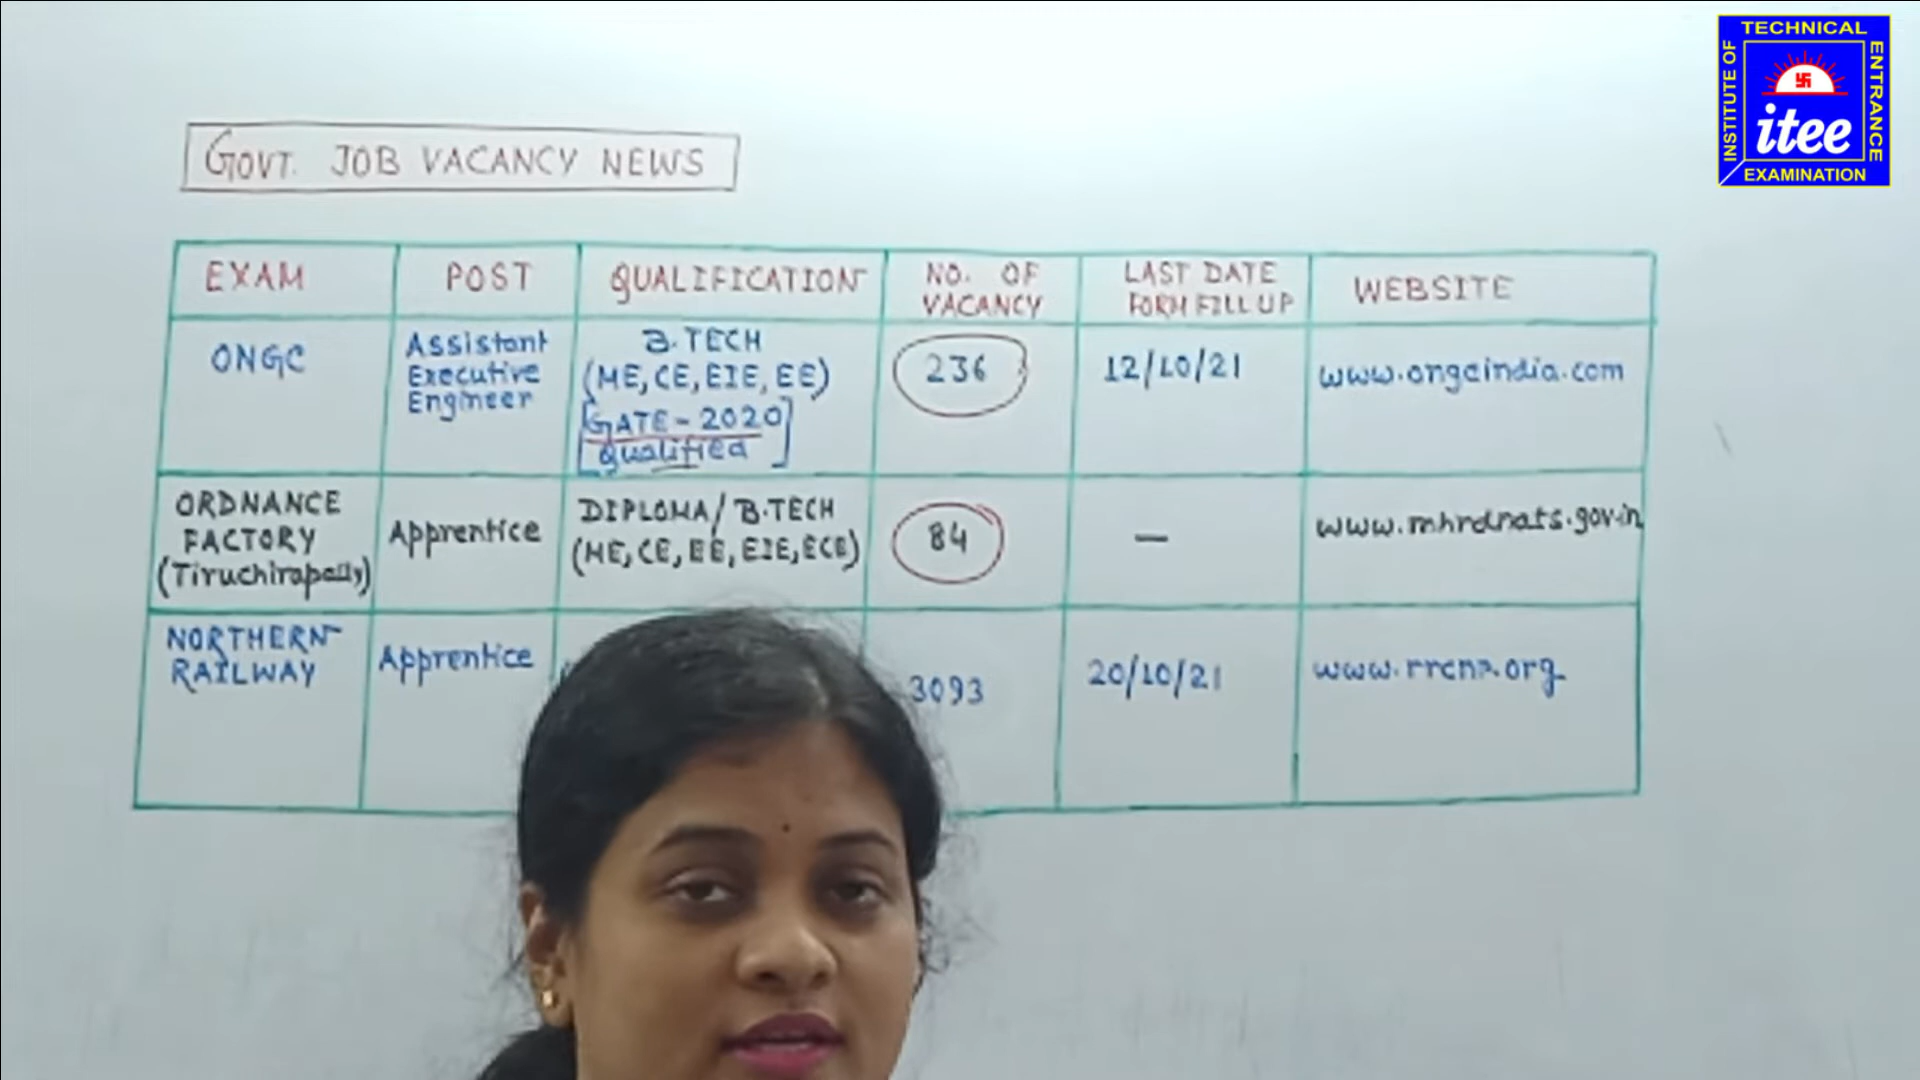 INSTITUTE OF
TECHNICAL
ENTRANCE
EXAMINATION
itee
GOVT. JOB VACANCY NEWS
EXAM
POST
QUALIFICATION
NO. OF
VACANCY
LAST DATE
FORM FILL UP
WEBSITE
ONGC
Assistant
Executive
Engineer
B.TECH
(ME, CE, EIE, EE)
[GATE - 2020
Qualified]
236
12/10/21
www.ongcindia.com
ORDNANCE
FACTORY
(Tiruchirapally)
Apprentice
DIPLOMA/ B.TECH
(ME, CE, EE, EIE, ECE)
84
—
www.mhrdnats.gov.in
NORTHERN
RAILWAY
Apprentice
3093
20/10/21
www.rrcnr.org